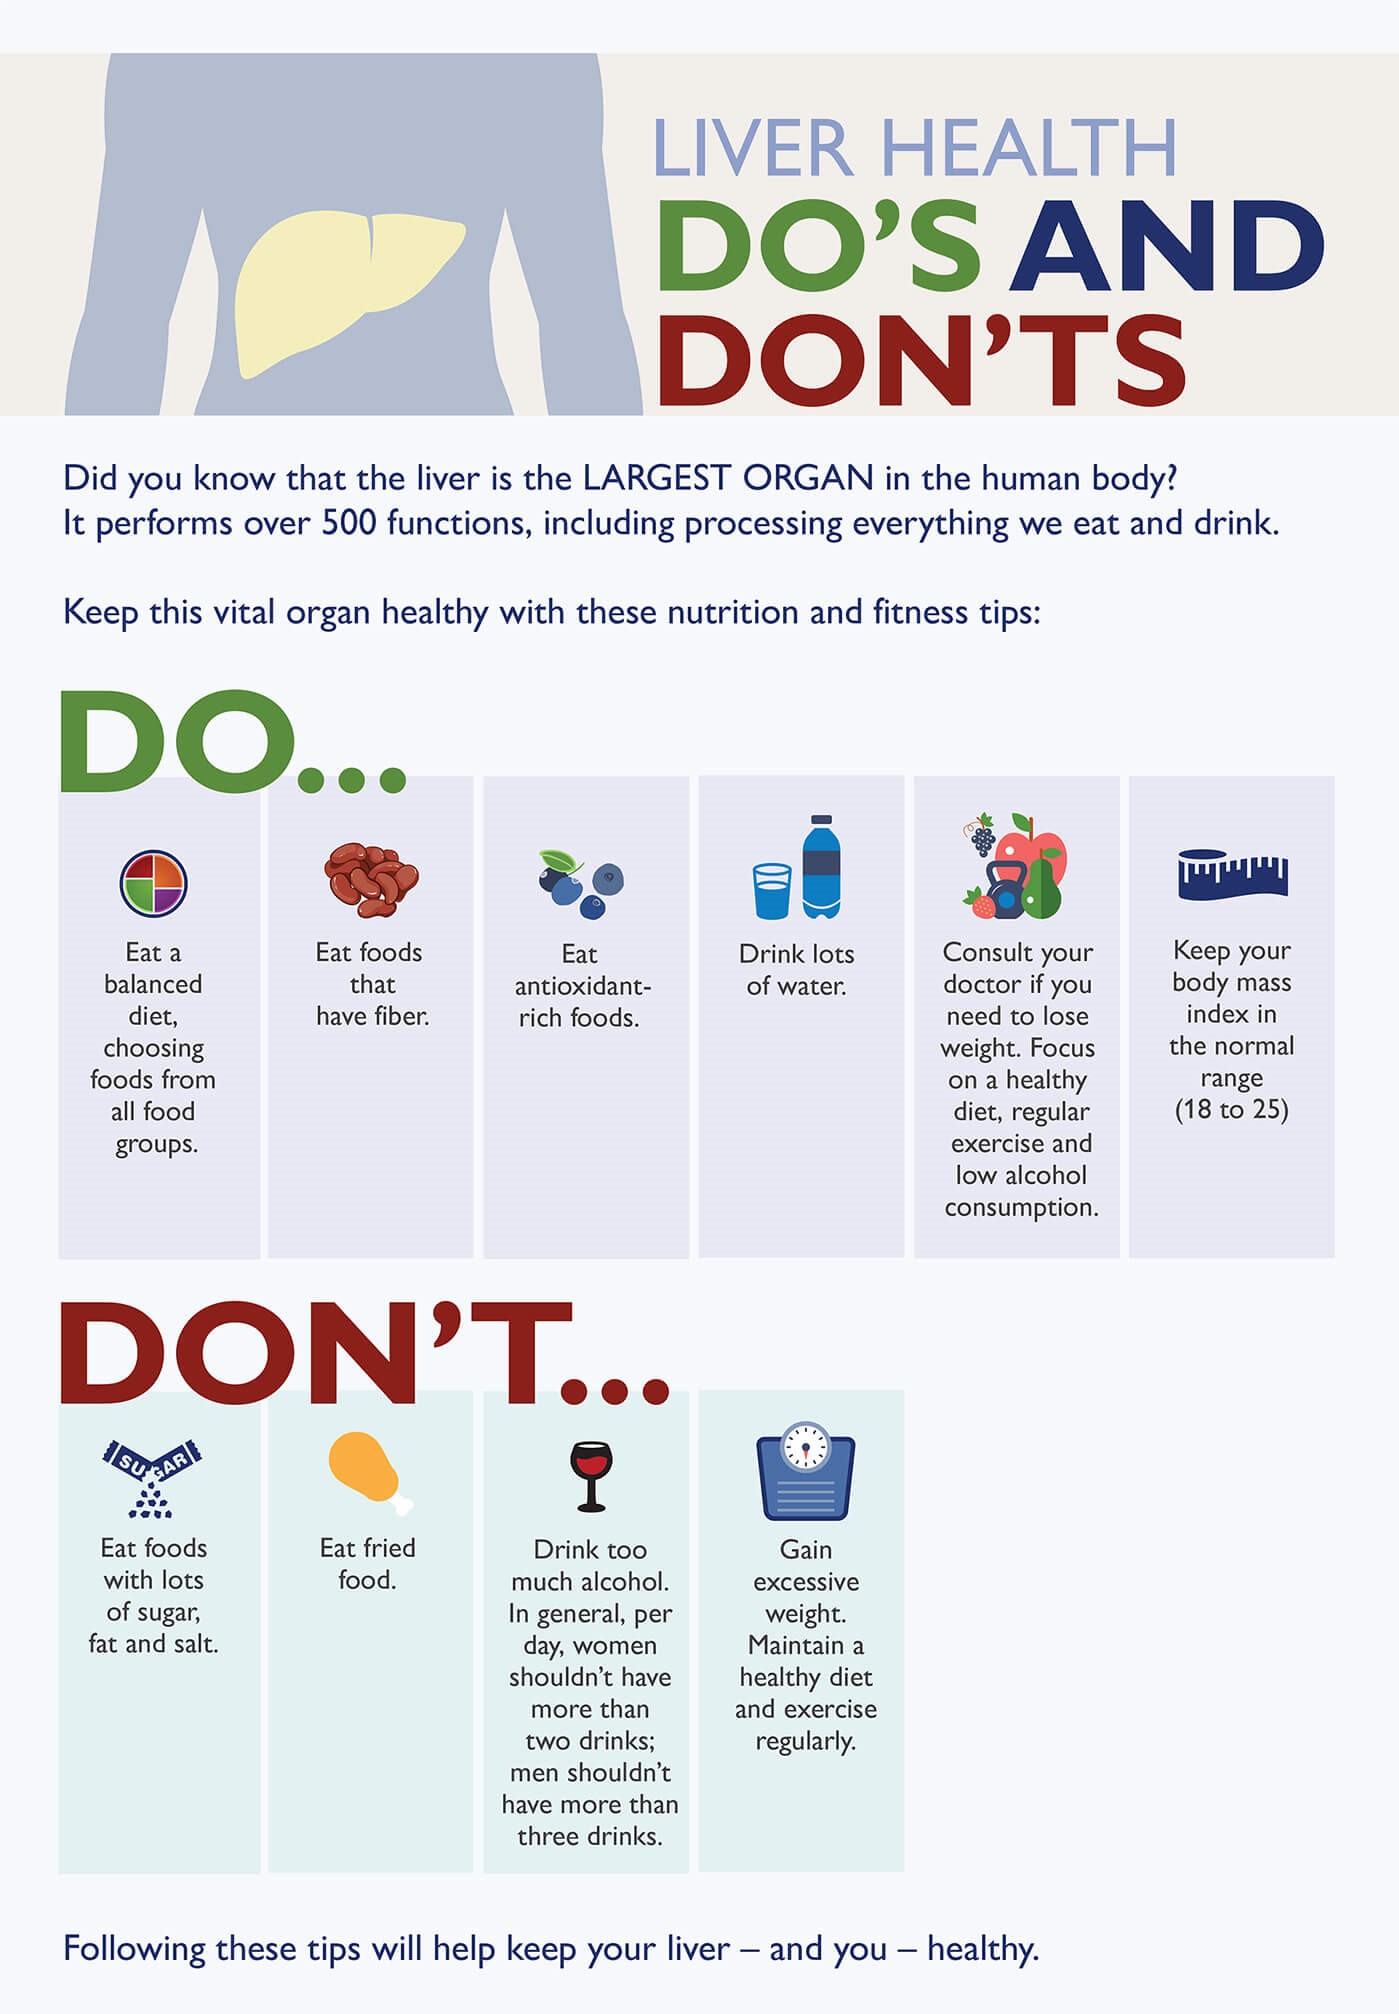 LIVER HEALTH
DO'S AND
DON'TS
Did you know that the liver is the LARGEST ORGAN in the human body?
It performs over 500 functions, including processing everything we eat and drink.
Keep this vital organ healthy with these nutrition and fitness tips:
DO...
Eat a
balanced
diet,
choosing
foods from
all food
groups.
Eat foods
that
have fiber.
Eat
antioxidant-
rich foods.
Drink lots
of water.
Consult your
doctor if you
need to lose
weight. Focus
on a healthy
diet, regular
exercise and
low alcohol
consumption.
Keep your
body mass
index in
the normal
range
(18 to 25)
DON'T...
SUGAR
Eat foods
with lots
of sugar,
fat and salt.
Eat fried
food.
Drink too
much alcohol.
In general, per
day, women
shouldn't have
more than
two drinks;
men shouldn't
have more than
three drinks.
Gain
excessive
weight.
Maintain a
healthy diet
and exercise
regularly.
Following these tips will help keep your liver – and you – healthy.